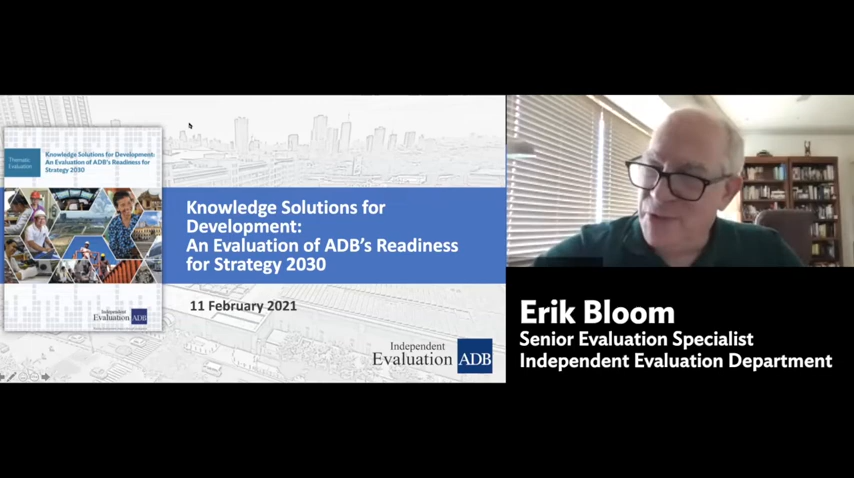 Thematic
Evaluation
Knowledge Solutions for Development:
An Evaluation of ADB's Readiness for
Strategy 2030
Independent
Evaluation ADB
Knowledge Solutions for
Development:
An Evaluation of ADB's Readiness
for Strategy 2030
11 February 2021
Independent
Evaluation ADB
Erik Bloom
Senior Evaluation Specialist
Independent Evaluation Department